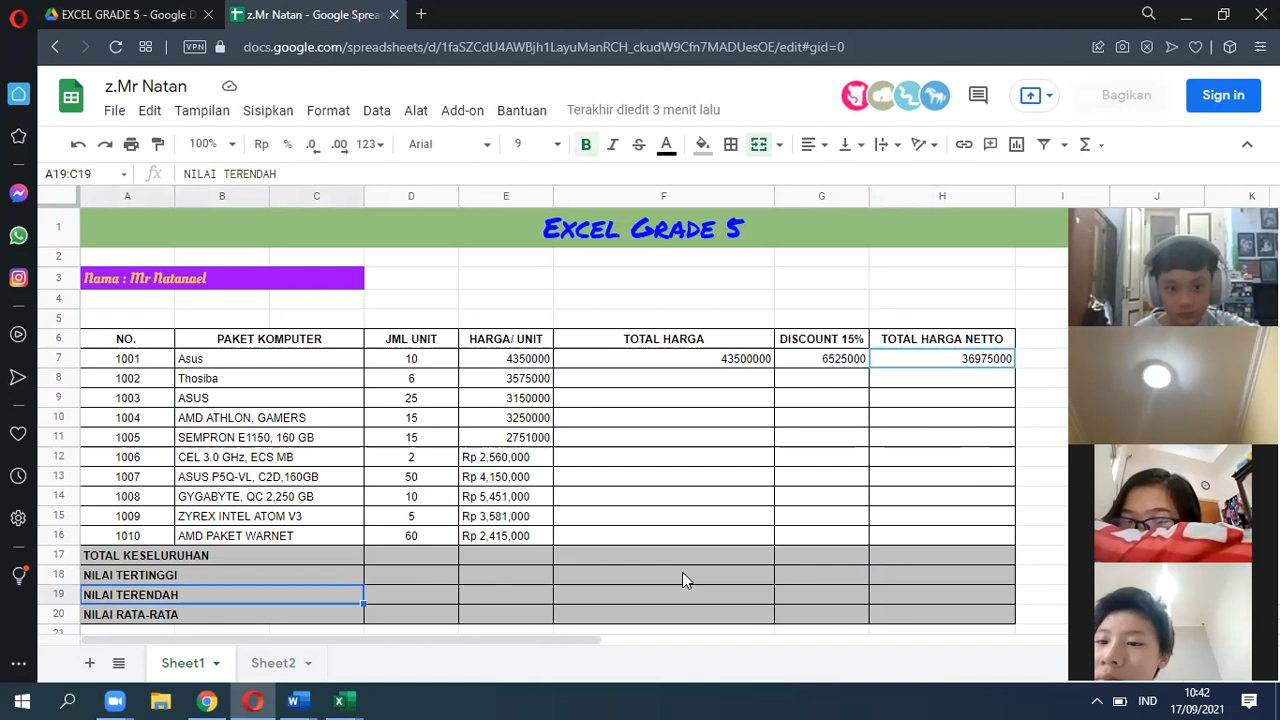 EXCEL GRADE 5 - Google D
z.Mr Natan - Google Sprea
VPN
docs.google.com/spreadsheets/d/1faSZCdU4AWBjh1LayuManRCH_ckudW9Cfn7MADUesOE/edit#gid=0
z.Mr Natan
File Edit Tampilan Sisipkan Format Data Alat Add-on Bantuan Terakhir diedit 3 menit lalu
Bagikan
Sign in
100% Rp % .0 .00 123 Arial 9 B I S A
A19:C19 fx NILAI TERENDAH
A B C D E F G H I J K
1 EXCEL GRADE 5
2
3 Nama : Mr Natanael
4
5
6 NO. PAKET KOMPUTER JML UNIT HARGA/ UNIT TOTAL HARGA DISCOUNT 15% TOTAL HARGA NETTO
7 1001 Asus 10 4350000 43500000 6525000 36975000
8 1002 Thosiba 6 3575000
9 1003 ASUS 25 3150000
10 1004 AMD ATHLON, GAMERS 15 3250000
11 1005 SEMPRON E1150, 160 GB 15 2751000
12 1006 CEL 3.0 GHz, ECS MB 2 Rp 2,560,000
13 1007 ASUS P5Q-VL, C2D,160GB 50 Rp 4,150,000
14 1008 GYGABYTE, QC 2,250 GB 10 Rp 5,451,000
15 1009 ZYREX INTEL ATOM V3 5 Rp 3,581,000
16 1010 AMD PAKET WARNET 60 Rp 2,415,000
17 TOTAL KESELURUHAN
18 NILAI TERTINGGI
19 NILAI TERENDAH
20 NILAI RATA-RATA
21
Sheet1 Sheet2
IND
10:42
17/09/2021